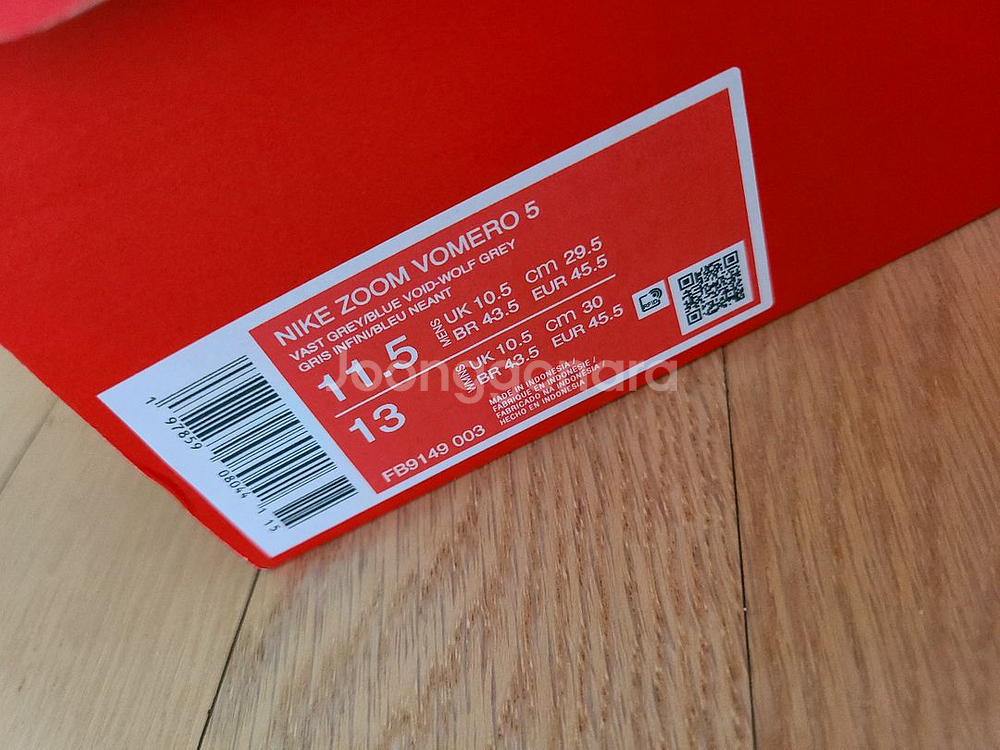 NIKE ZOOM VOMERO 5
VAST GREY/BLUE VOID-WOLF GREY
GRIS INFINI/BLEU NEANT
11.5 MENS UK 10.5 CM 29.5
BR 43.5 EUR 45.5
13 WMNS UK 10.5 CM 30
BR 43.5 EUR 45.5
MADE IN INDONESIA /
FABRIQUE EN INDONESIE /
FABRICADO NA INDONESIA /
HECHO EN INDONESIA
FB9149 003
RFID
1 97859 08044 1 15
Joonggonara